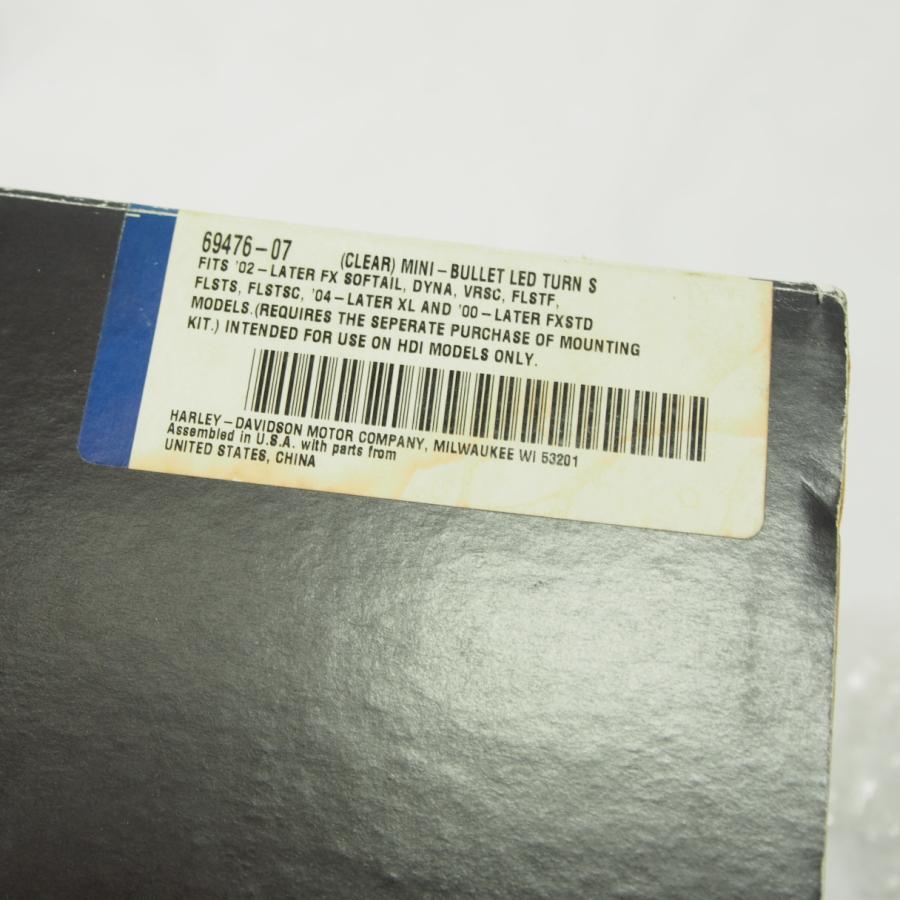 69476-07 (CLEAR) MINI-BULLET LED TURN S
FITS '02-LATER FX SOFTAIL, DYNA, VRSC, FLSTF,
FLSTS, FLSTSC, '04-LATER XL AND '00-LATER FXSTD
MODELS.(REQUIRES THE SEPERATE PURCHASE OF MOUNTING
KIT.) INTENDED FOR USE ON HDI MODELS ONLY.
HARLEY-DAVIDSON MOTOR COMPANY, MILWAUKEE WI 53201
Assembled in U.S.A. with parts from
UNITED STATES, CHINA